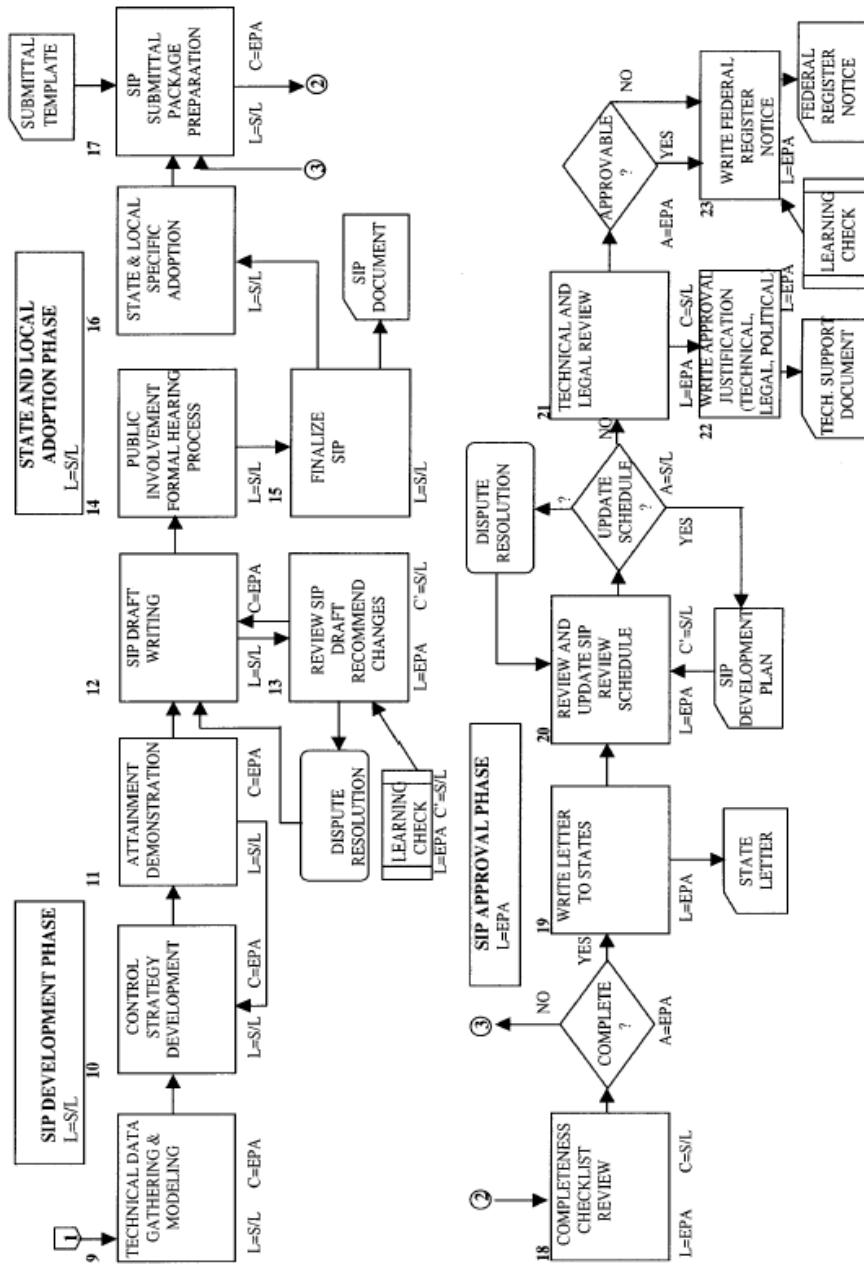 SIP DEVELOPMENT PHASE
L=S/L
STATE AND LOCAL
ADOPTION PHASE
L=S/L
1
9
TECHNICAL DATA
GATHERING &
MODELING
L=S/L C=EPA
10
CONTROL
STRATEGY
DEVELOPMENT
L=S/L C=EPA
11
ATTAINMENT
DEMONSTRATION
L=S/L C=EPA
12
SIP DRAFT
WRITING
L=S/L C=EPA
13
REVIEW SIP
DRAFT
RECOMMEND
CHANGES
L=EPA C'=S/L
DISPUTE
RESOLUTION
LEARNING
CHECK
L=EPA C'=S/L
14
PUBLIC
INVOLVEMENT
FORMAL HEARING
PROCESS
L=S/L
15
FINALIZE
SIP
L=S/L
SIP
DOCUMENT
16
STATE & LOCAL
SPECIFIC
ADOPTION
L=S/L
SUBMITTAL
TEMPLATE
17
SIP
SUBMITTAL
PACKAGE
PREPARATION
L=S/L C=EPA
2
3
SIP APPROVAL PHASE
L=EPA
2
18
COMPLETENESS
CHECKLIST
REVIEW
L=EPA C=S/L
3
NO
COMPLETE
?
YES
A=EPA
19
WRITE LETTER
TO STATES
L=EPA
STATE
LETTER
20
REVIEW AND
UPDATE SIP
REVIEW
SCHEDULE
L=EPA C'=S/L
SIP
DEVELOPMENT
PLAN
DISPUTE
RESOLUTION
?
UPDATE
SCHEDULE
?
NO
A=S/L
YES
21
TECHNICAL AND
LEGAL REVIEW
L=EPA C=S/L
22
WRITE APPROVAL
JUSTIFICATION
(TECHNICAL,
LEGAL, POLITICAL)
L=EPA
TECH. SUPPORT
DOCUMENT
APPROVABLE
?
NO
YES
A=EPA
23
WRITE FEDERAL
REGISTER
NOTICE
L=EPA
LEARNING
CHECK
FEDERAL
REGISTER
NOTICE